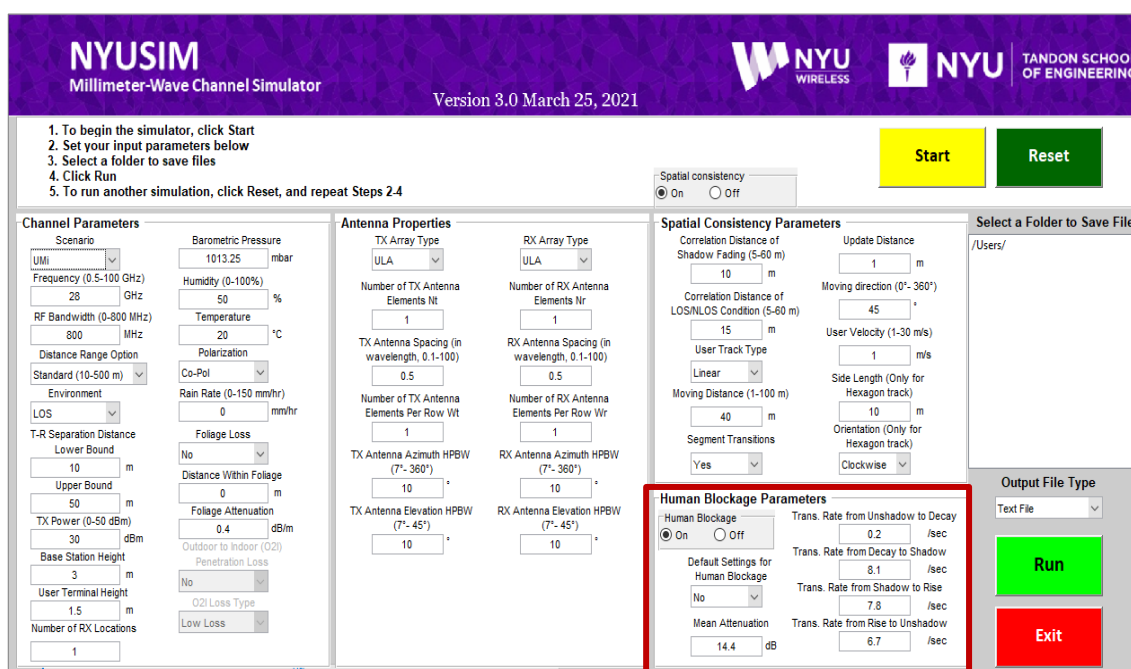 NYUSIM
Millimeter-Wave Channel Simulator
Version 3.0 March 25, 2021
NYU
WIRELESS
NYU
TANDON SCHOO
OF ENGINEERING
1. To begin the simulator, click Start
2. Set your input parameters below
3. Select a folder to save files
4. Click Run
5. To run another simulation, click Reset, and repeat Steps 2-4
Spatial consistency
On Off
Start
Reset
Channel Parameters
Scenario
UMi
Frequency (0.5-100 GHz)
28 GHz
RF Bandwidth (0-800 MHz)
800 MHz
Distance Range Option
Standard (10-500 m)
Environment
LOS
T-R Separation Distance
Lower Bound
10 m
Upper Bound
50 m
TX Power (0-50 dBm)
30 dBm
Base Station Height
3 m
User Terminal Height
1.5 m
Number of RX Locations
1
Barometric Pressure
1013.25 mbar
Humidity (0-100%)
50 %
Temperature
20 °C
Polarization
Co-Pol
Rain Rate (0-150 mm/hr)
0 mm/hr
Foliage Loss
No
Distance Within Foliage
0 m
Foliage Attenuation
0.4 dB/m
Outdoor to Indoor (O2I)
Penetration Loss
No
O2I Loss Type
Low Loss
Antenna Properties
TX Array Type
ULA
Number of TX Antenna
Elements Nt
1
TX Antenna Spacing (in
wavelength, 0.1-100)
0.5
Number of TX Antenna
Elements Per Row Wt
1
TX Antenna Azimuth HPBW
(7°- 360°)
10 °
TX Antenna Elevation HPBW
(7°- 45°)
10 °
RX Array Type
ULA
Number of RX Antenna
Elements Nr
1
RX Antenna Spacing (in
wavelength, 0.1-100)
0.5
Number of RX Antenna
Elements Per Row Wr
1
RX Antenna Azimuth HPBW
(7°- 360°)
10 °
RX Antenna Elevation HPBW
(7°- 45°)
10 °
Spatial Consistency Parameters
Correlation Distance of
Shadow Fading (5-60 m)
10 m
Correlation Distance of
LOS/NLOS Condition (5-60 m)
15 m
User Track Type
Linear
Moving Distance (1-100 m)
40 m
Segment Transitions
Yes
Update Distance
1 m
Moving direction (0°- 360°)
45 °
User Velocity (1-30 m/s)
1 m/s
Side Length (Only for
Hexagon track)
10 m
Orientation (Only for
Hexagon track)
Clockwise
Human Blockage Parameters
Human Blockage
On Off
Default Settings for
Human Blockage
No
Mean Attenuation
14.4 dB
Trans. Rate from Unshadow to Decay
0.2 /sec
Trans. Rate from Decay to Shadow
8.1 /sec
Trans. Rate from Shadow to Rise
7.8 /sec
Trans. Rate from Rise to Unshadow
6.7 /sec
Select a Folder to Save File
/Users/
Output File Type
Text File
Run
Exit